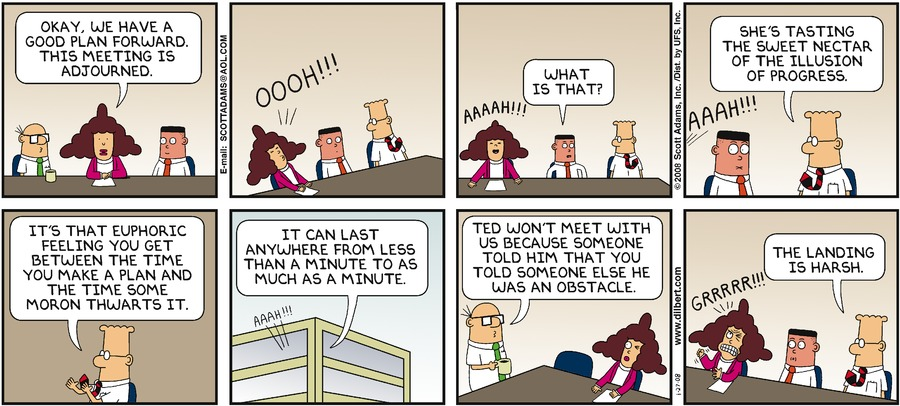 OKAY, WE HAVE A
GOOD PLAN FORWARD.
THIS MEETING IS
ADJOURNED.
E-mail: SCOTTADAMS@AOL.COM
OOOH!!!
AAAAH!!!
WHAT
IS THAT?
©2008 Scott Adams, Inc./Dist. by UFS, Inc.
AAAH!!!
SHE'S TASTING
THE SWEET NECTAR
OF THE ILLUSION
OF PROGRESS.
IT'S THAT EUPHORIC
FEELING YOU GET
BETWEEN THE TIME
YOU MAKE A PLAN AND
THE TIME SOME
MORON THWARTS IT.
IT CAN LAST
ANYWHERE FROM LESS
THAN A MINUTE TO AS
MUCH AS A MINUTE.
AAAH!!!
TED WON'T MEET WITH
US BECAUSE SOMEONE
TOLD HIM THAT YOU
TOLD SOMEONE ELSE HE
WAS AN OBSTACLE.
www.dilbert.com
1-27-08
GRRRRR!!!
THE LANDING
IS HARSH.